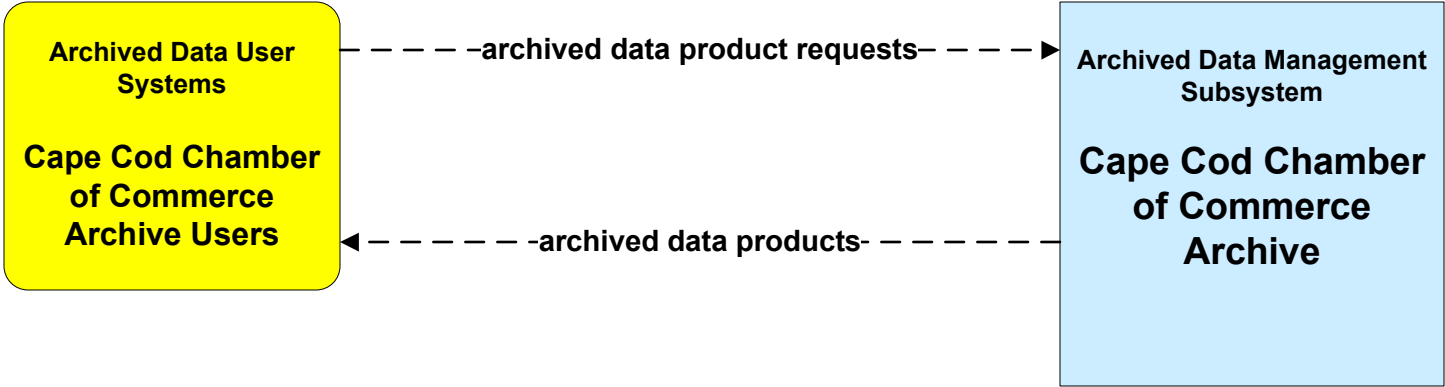 Archived Data User
Systems
Cape Cod Chamber
of Commerce
Archive Users
archived data product requests
archived data products
Archived Data Management
Subsystem
Cape Cod Chamber
of Commerce
Archive